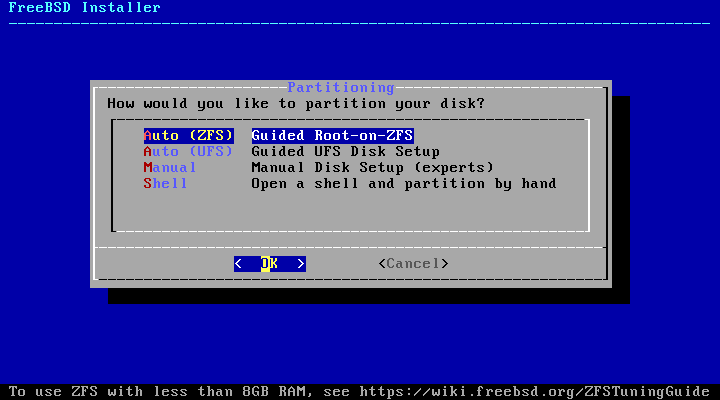 FreeBSD Installer
Partitioning
How would you like to partition your disk?
Auto (ZFS) Guided Root-on-ZFS
Auto (UFS) Guided UFS Disk Setup
Manual Manual Disk Setup (experts)
Shell Open a shell and partition by hand
< OK > <Cancel>
To use ZFS with less than 8GB RAM, see https://wiki.freebsd.org/ZFSTuningGuide